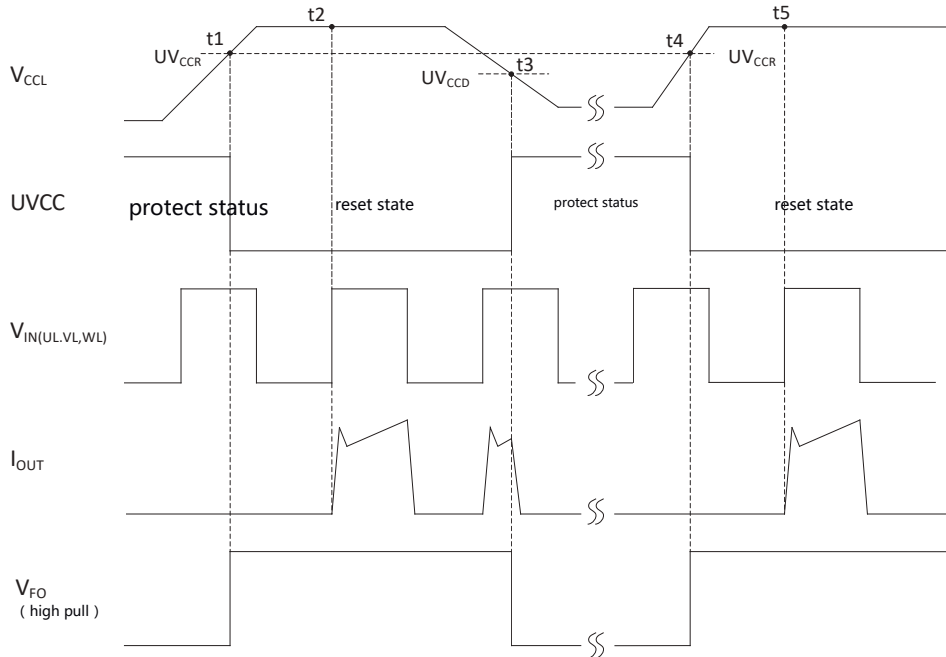 t1
t2
t3
t4
t5
UVCCR
UVCCD
UVCCR
VCCL
UVCC
protect status
reset state
protect status
reset state
VIN(UL.VL,WL)
IOUT
VFO
( high pull )